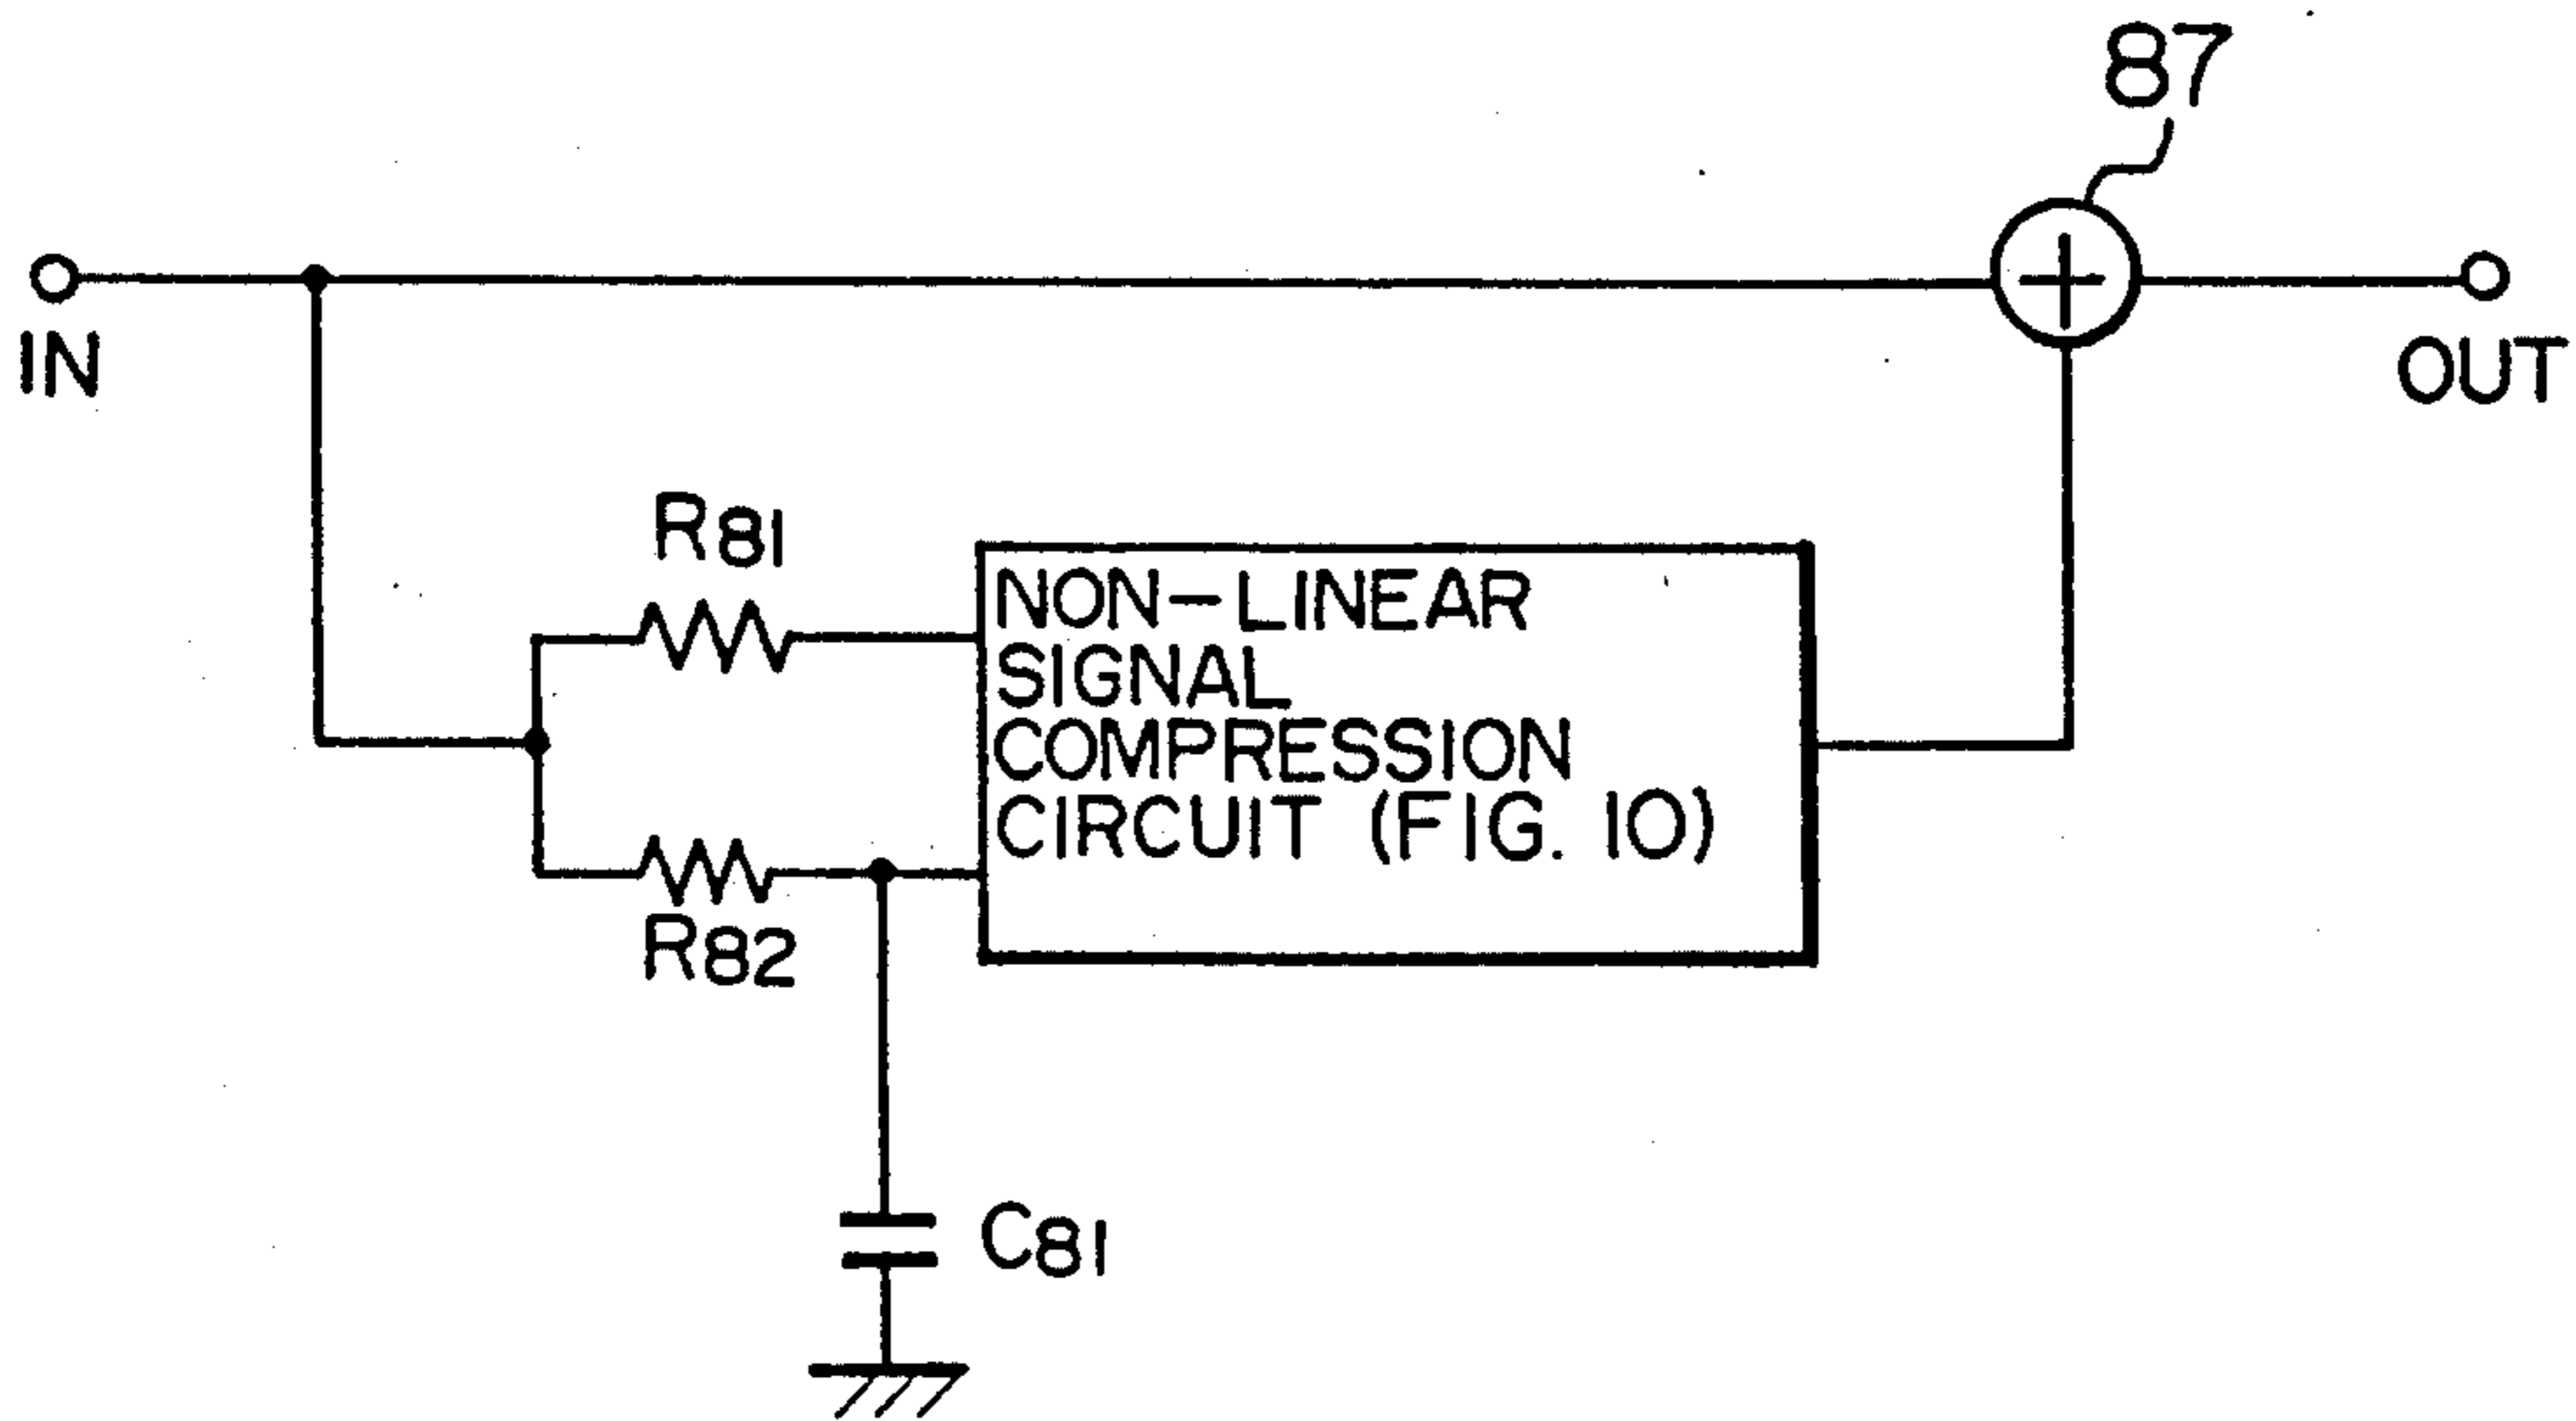 87
IN
OUT
R81
NON-LINEAR
SIGNAL
COMPRESSION
CIRCUIT (FIG. 10)
R82
C81